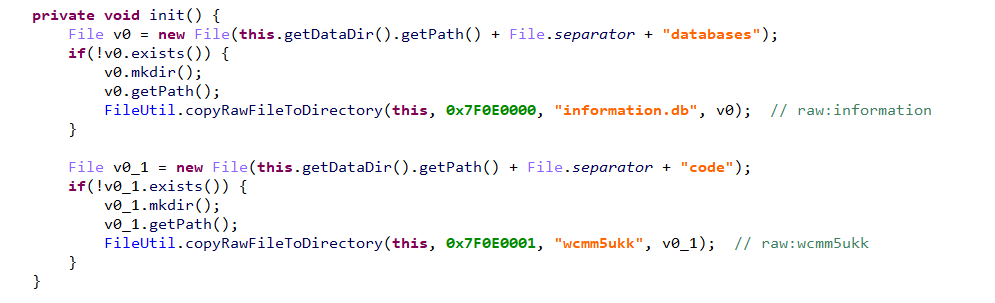 private void init() {
    File v0 = new File(this.getDataDir().getPath() + File.separator + "databases");
    if(!v0.exists()) {
        v0.mkdir();
        v0.getPath();
        FileUtil.copyRawFileToDirectory(this, 0x7F0E0000, "information.db", v0);  // raw:information
    }

    File v0_1 = new File(this.getDataDir().getPath() + File.separator + "code");
    if(!v0_1.exists()) {
        v0_1.mkdir();
        v0_1.getPath();
        FileUtil.copyRawFileToDirectory(this, 0x7F0E0001, "wcmm5ukk", v0_1);  // raw:wcmm5ukk
    }
}